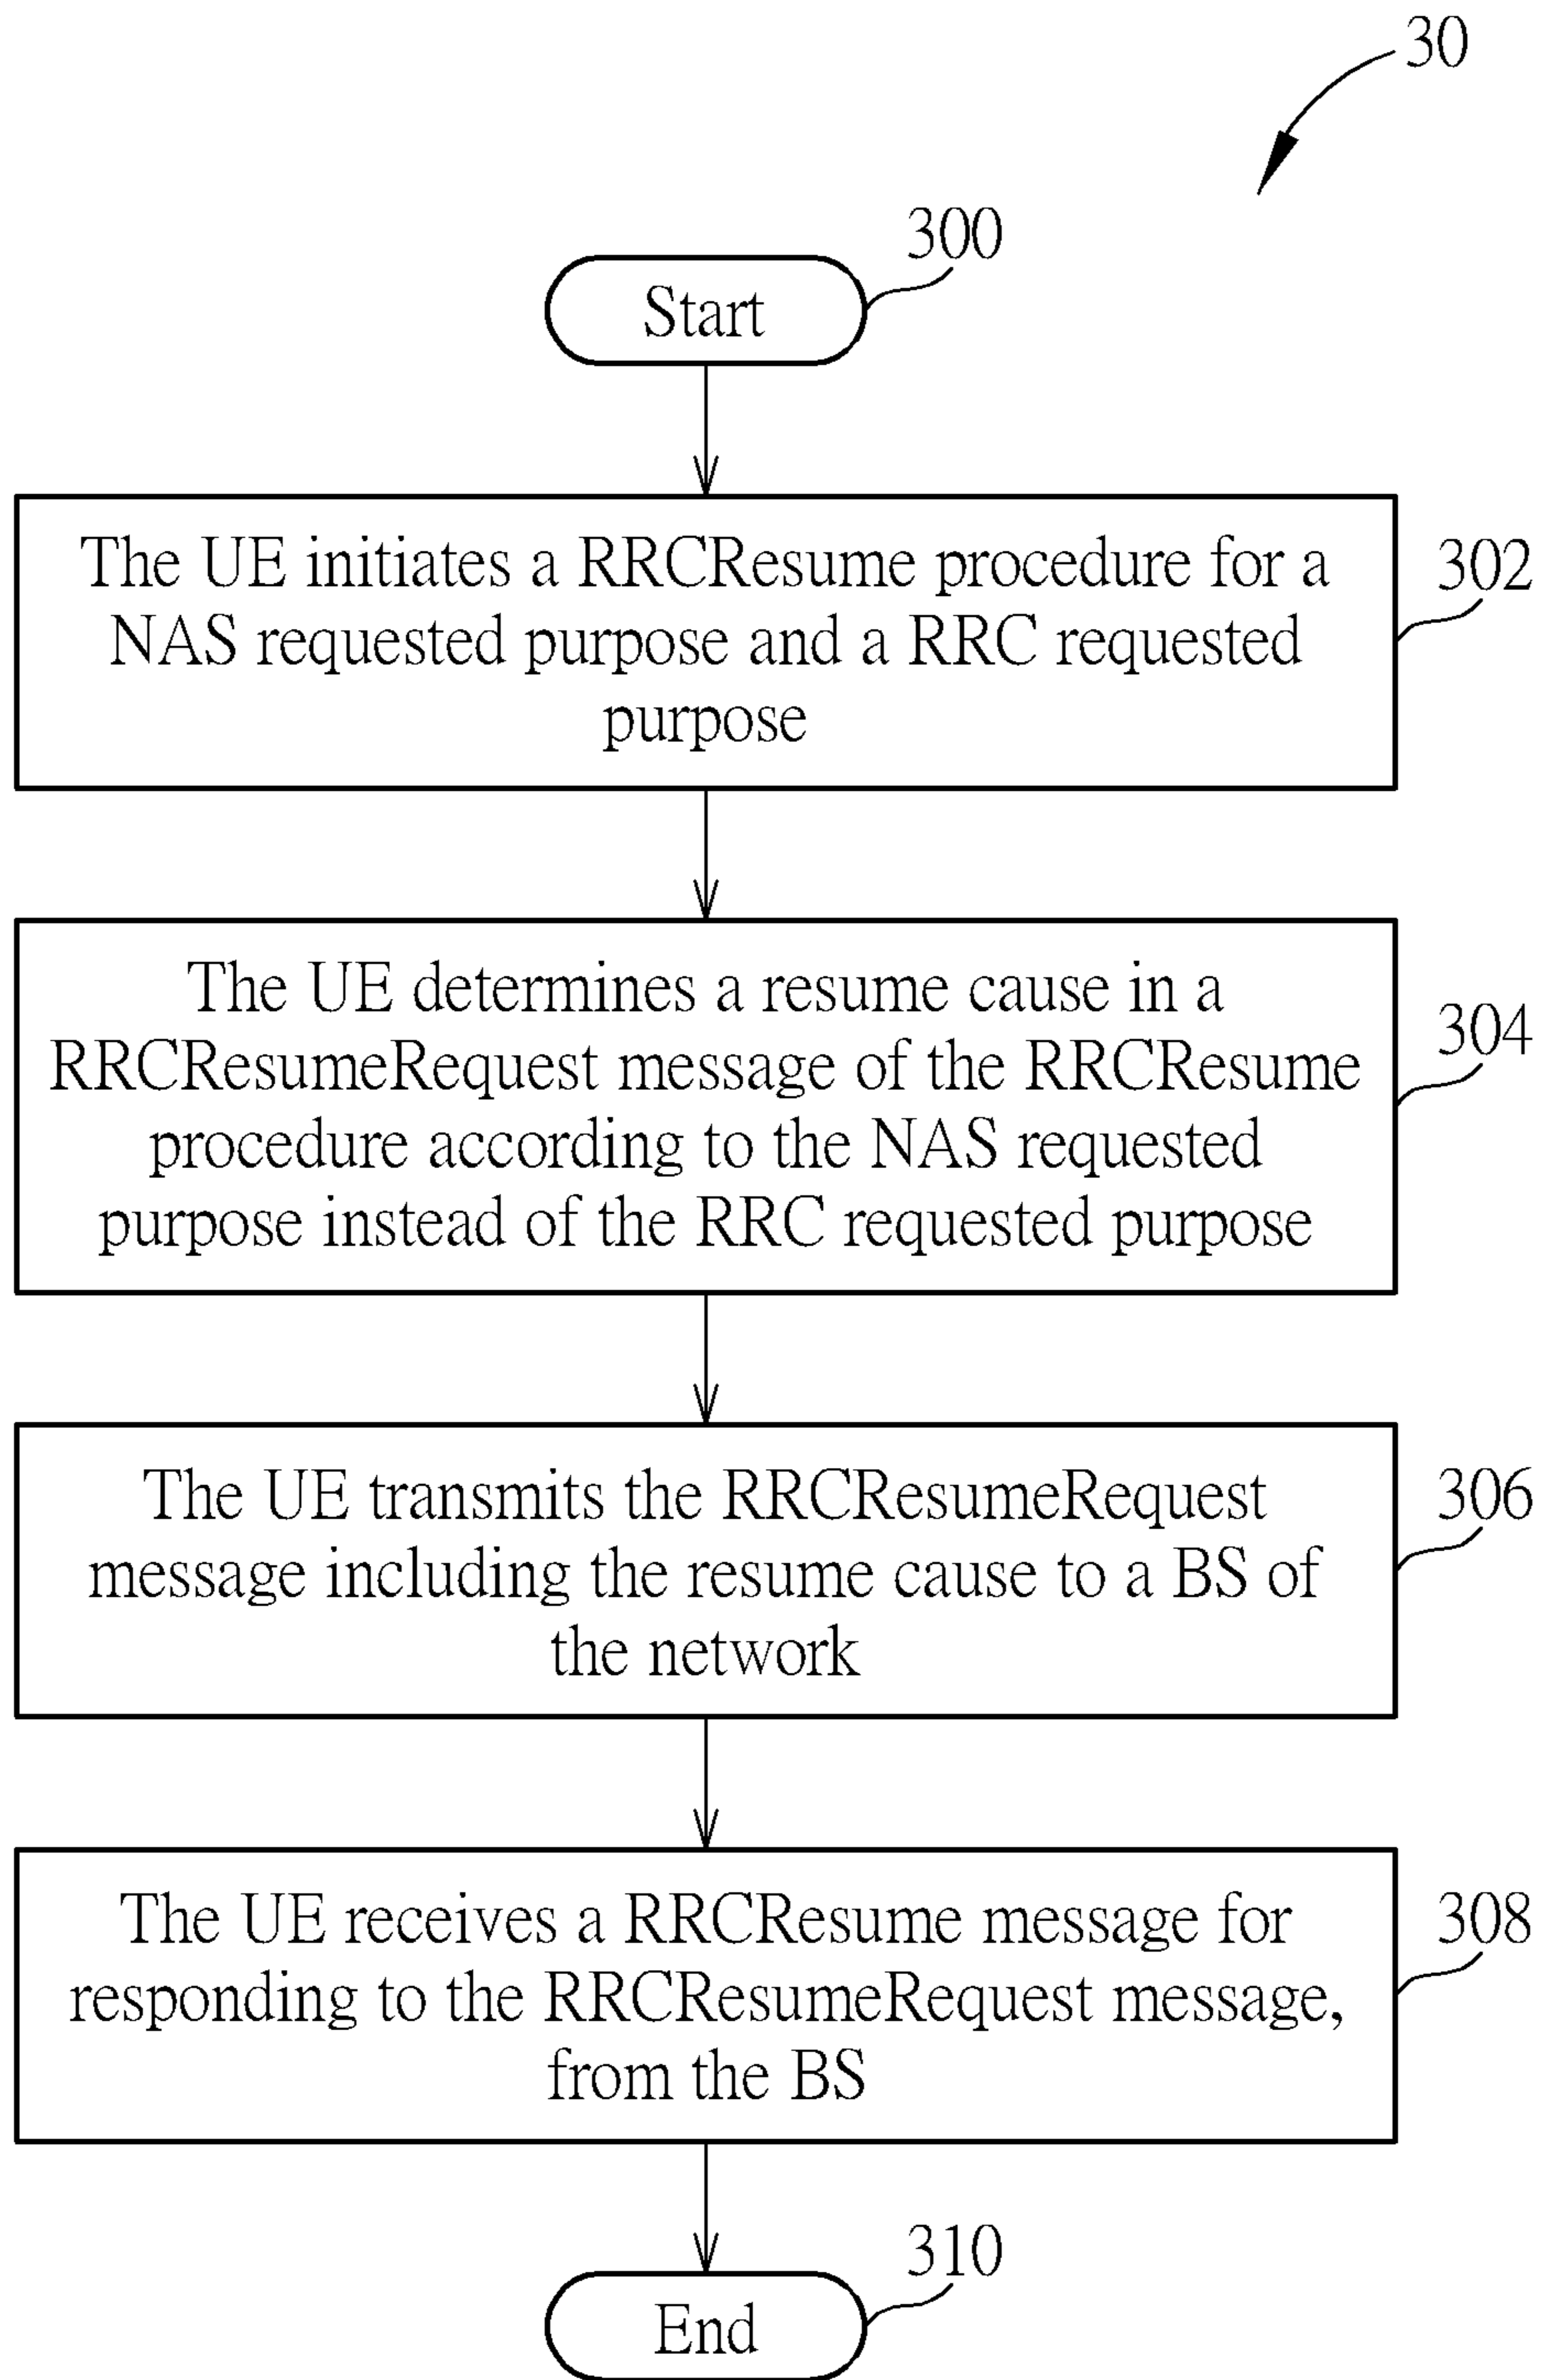 30
300
Start
The UE initiates a RRCResume procedure for a
NAS requested purpose and a RRC requested
purpose
302
The UE determines a resume cause in a
RRCResumeRequest message of the RRCResume
procedure according to the NAS requested
purpose instead of the RRC requested purpose
304
The UE transmits the RRCResumeRequest
message including the resume cause to a BS of
the network
306
The UE receives a RRCResume message for
responding to the RRCResumeRequest message,
from the BS
308
310
End